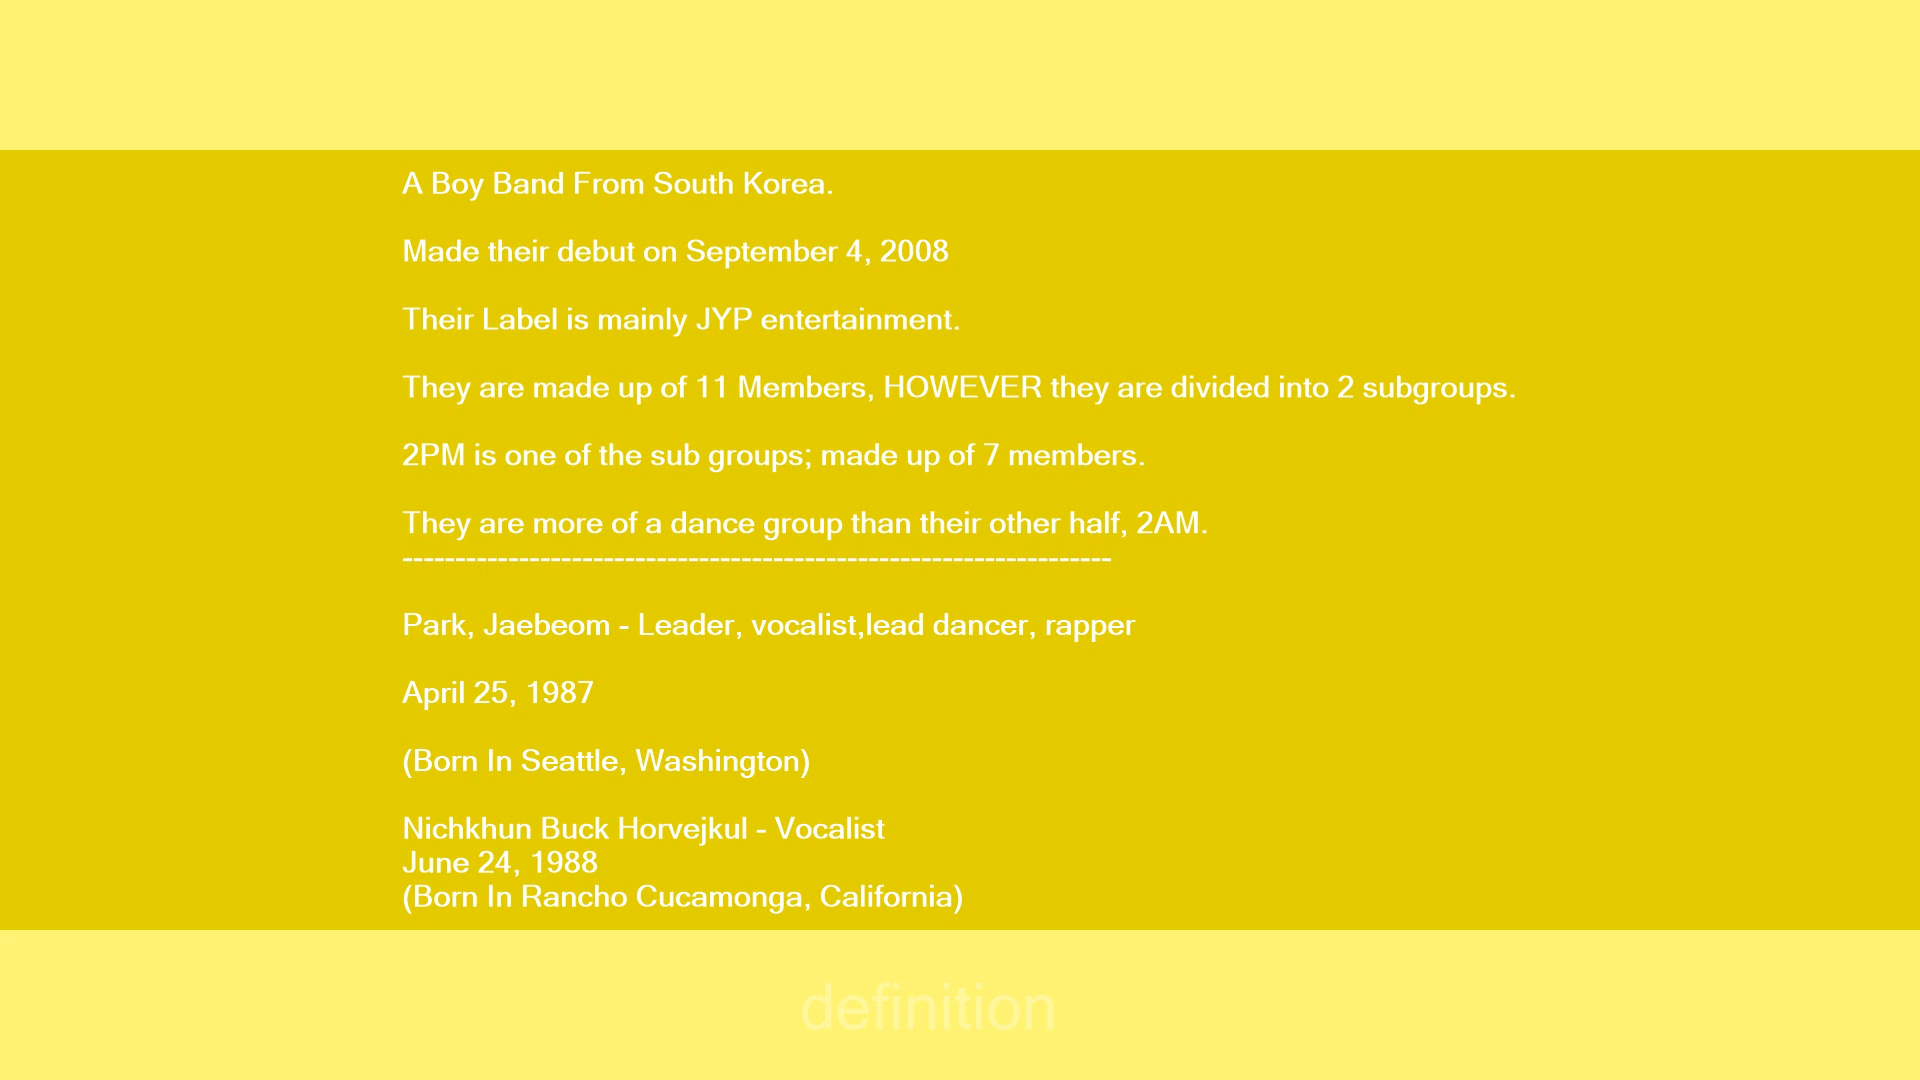 A Boy Band From South Korea.
Made their debut on September 4, 2008
Their Label is mainly JYP entertainment.
They are made up of 11 Members, HOWEVER they are divided into 2 subgroups.
2PM is one of the sub groups; made up of 7 members.
They are more of a dance group than their other half, 2AM.
-------------------------------------------------------------------
Park, Jaebeom - Leader, vocalist,lead dancer, rapper
April 25, 1987
(Born In Seattle, Washington)
Nichkhun Buck Horvejkul - Vocalist
June 24, 1988
(Born In Rancho Cucamonga, California)
definition